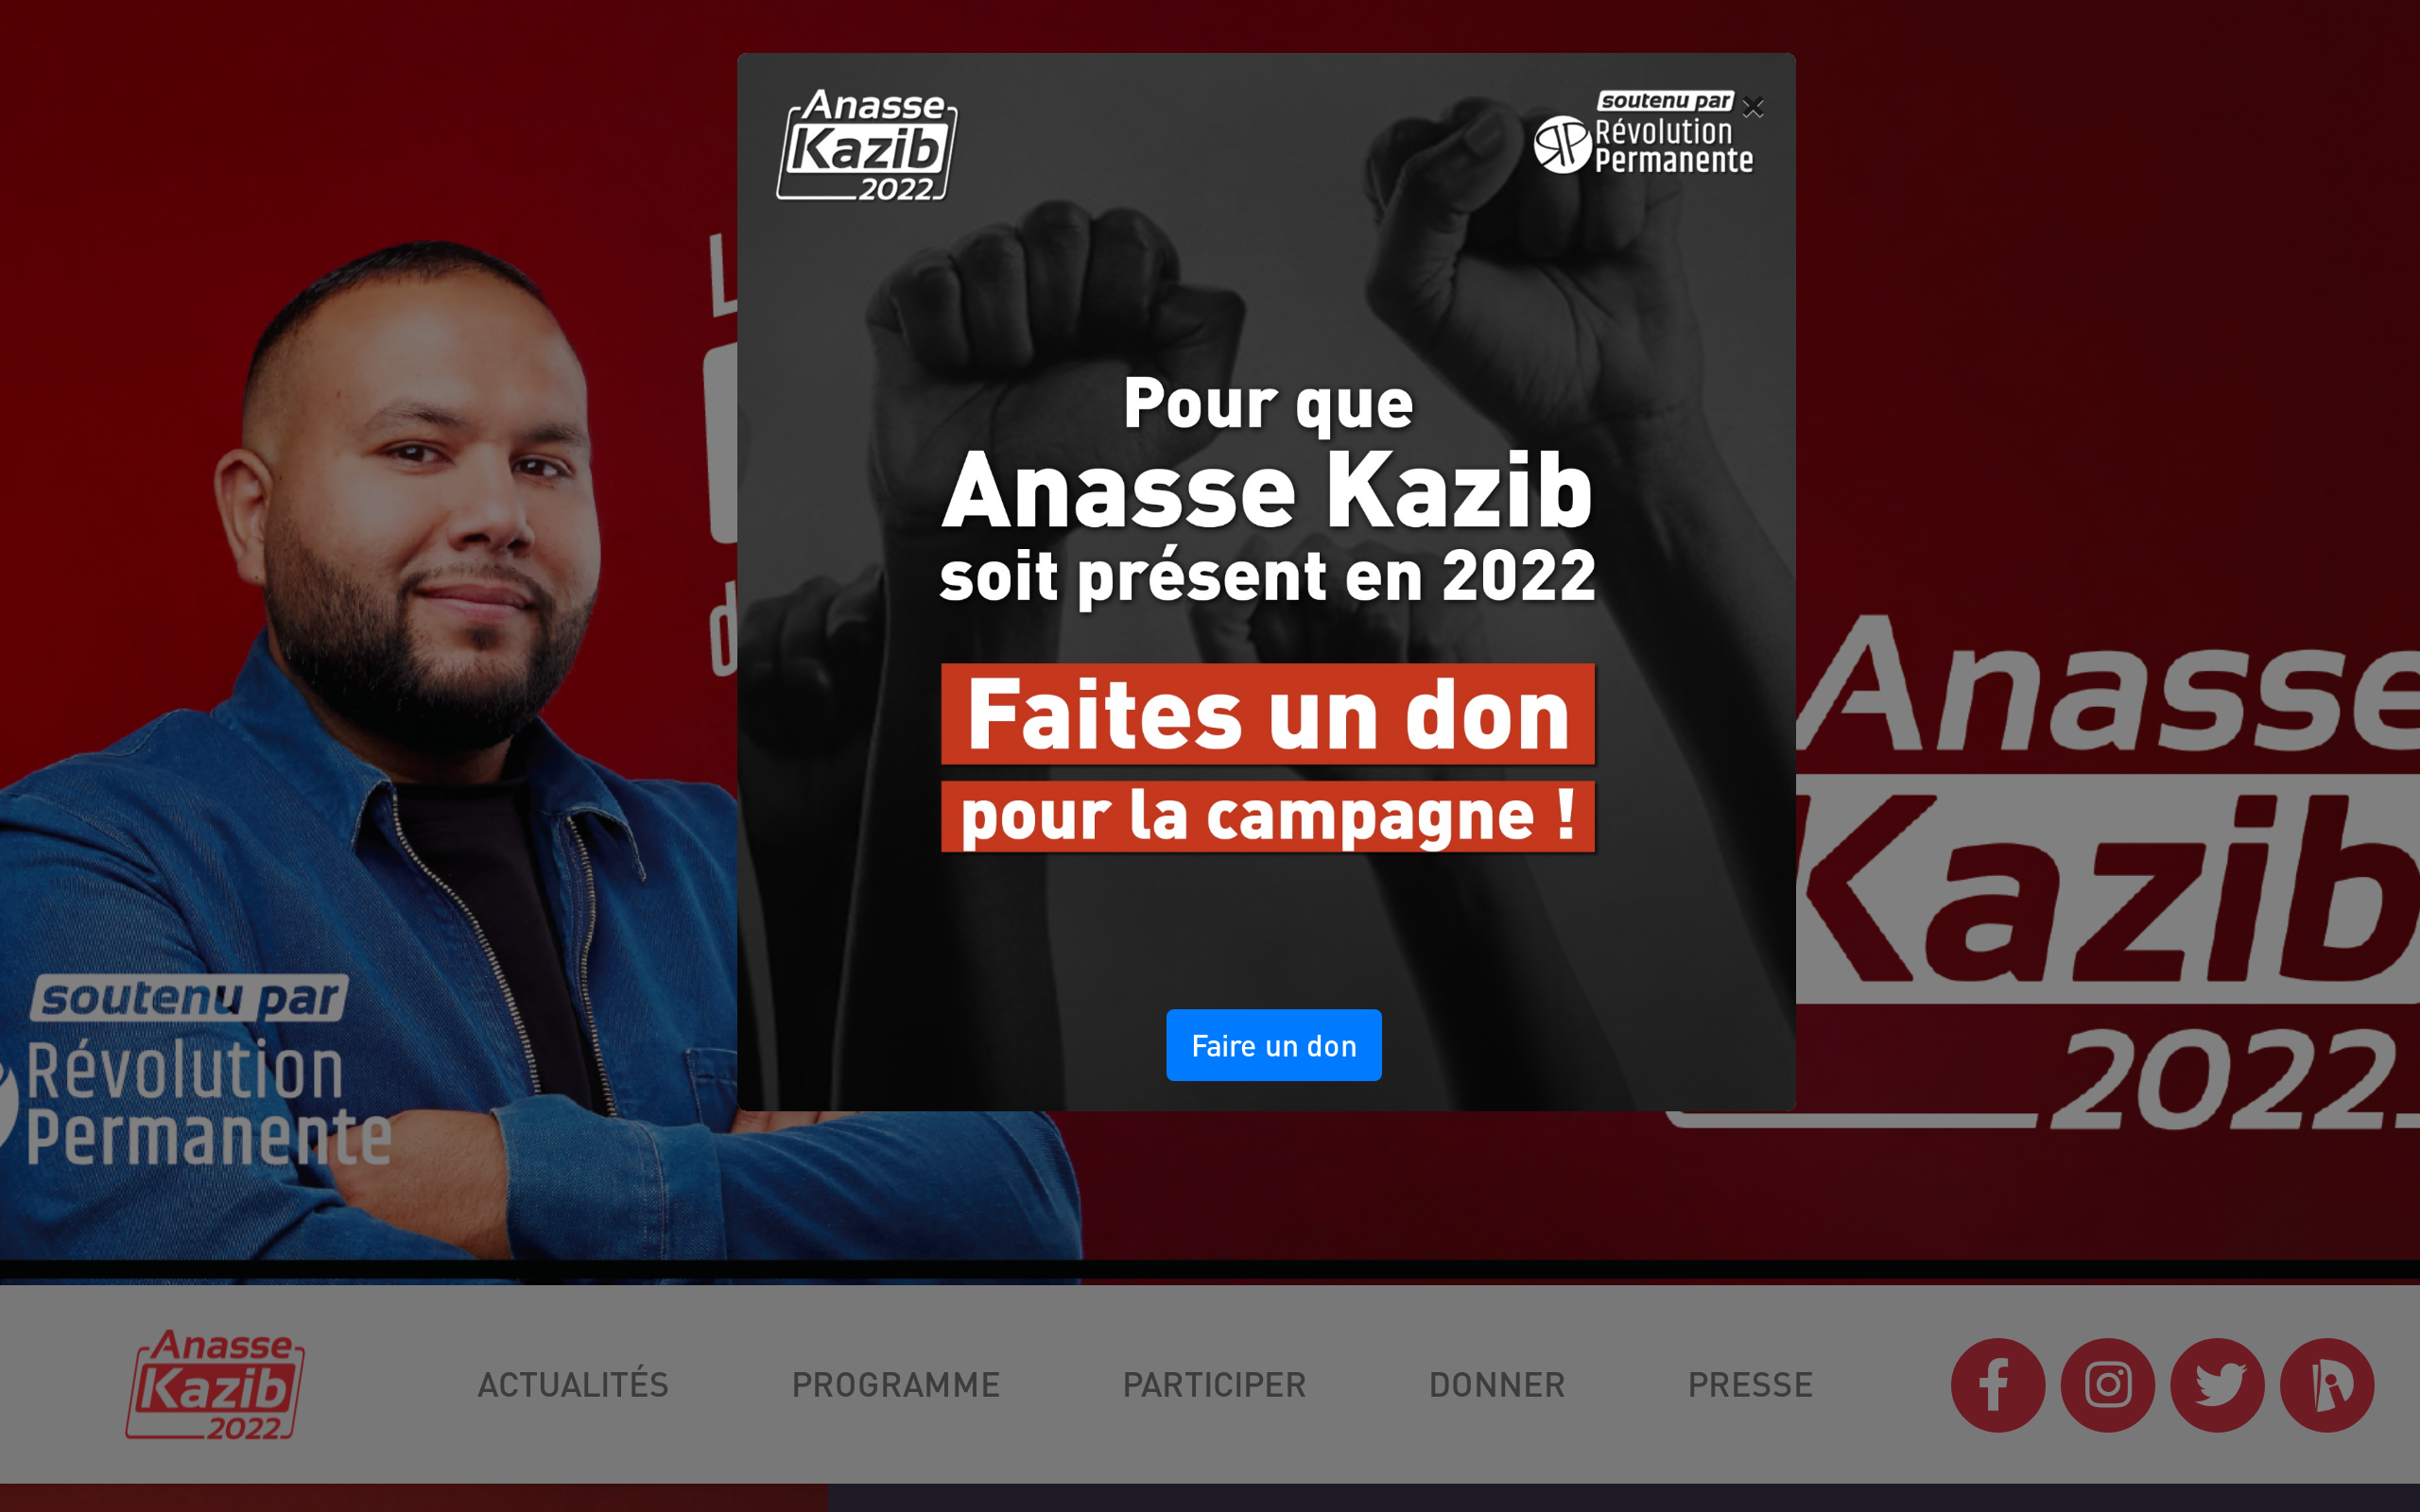 Anasse
Kazib
2022
soutenu par
Révolution
Permanente
Pour que
Anasse Kazib
soit présent en 2022
Faites un don
pour la campagne !
Faire un don
L
d
soutenu par
Révolution
Permanente
Anasse
Kazib
2022
Anasse
Kazib
2022
ACTUALITÉS
PROGRAMME
PARTICIPER
DONNER
PRESSE